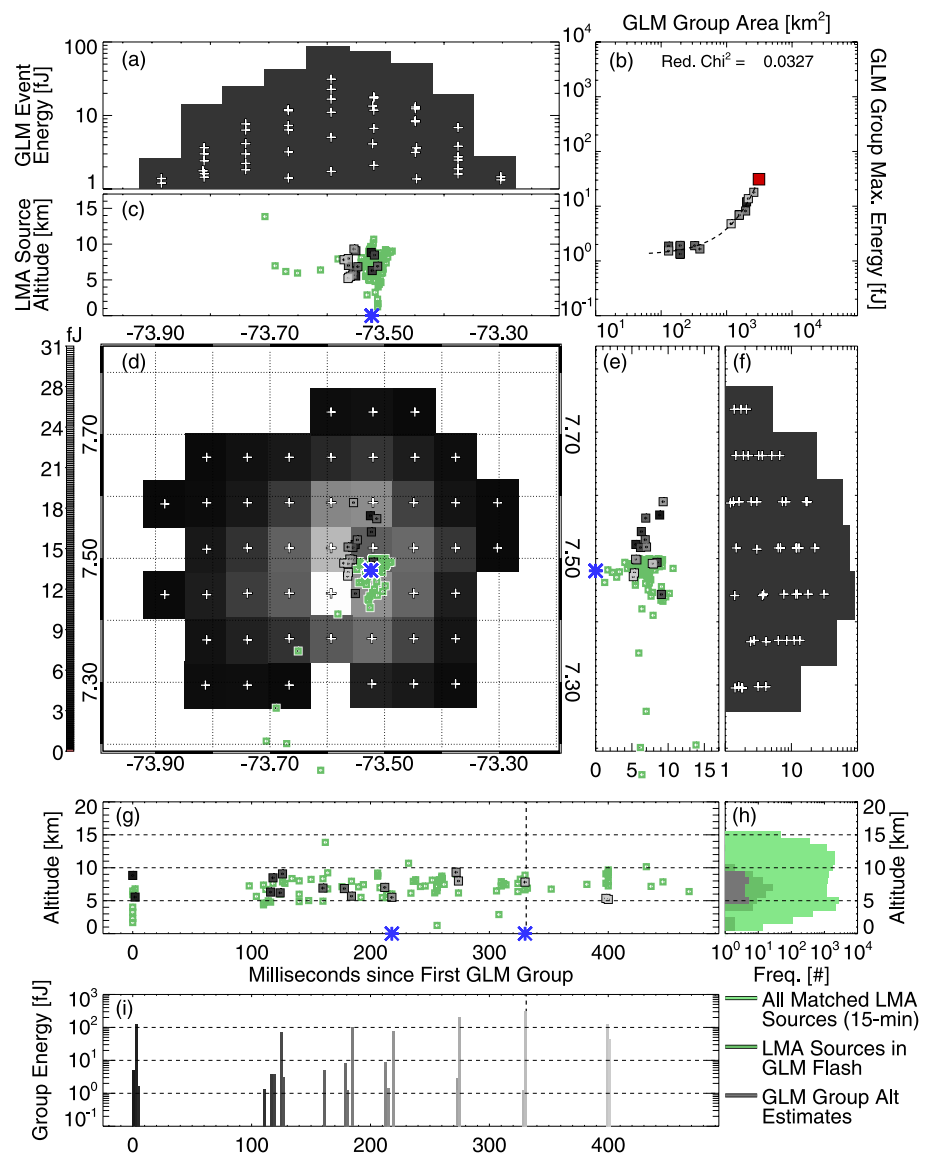 GLM Group Area [km²]
(a)
GLM Event
Energy [fJ]
100
10
1
(b)
Red. Chi² = 0.0327
GLM Group Max. Energy [fJ]
10⁴
10³
10²
10¹
10⁰
10⁻¹
10¹ 10² 10³ 10⁴
(c)
LMA Source
Altitude [km]
15
10
5
0
-73.90 -73.70 -73.50 -73.30
fJ
31
28
24
21
18
15
12
9
6
3
0
(d)
7.70
7.50
7.30
7.70
7.50
7.30
-73.90 -73.70 -73.50 -73.30
(e)
0 5 10 15
(f)
7.70
7.50
7.30
1 10 100
(g)
Altitude [km]
20
15
10
5
0
0 100 200 300 400
Milliseconds since First GLM Group
(h)
20
15
10
5
0
Altitude [km]
10⁰ 10¹ 10² 10³ 10⁴
Freq. [#]
(i)
Group Energy [fJ]
10³
10²
10¹
10⁰
10⁻¹
0 100 200 300 400
All Matched LMA
Sources (15-min)
LMA Sources in
GLM Flash
GLM Group Alt
Estimates